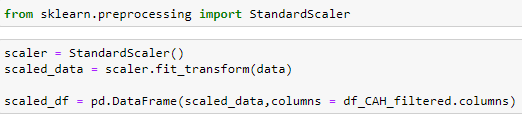 from sklearn.preprocessing import StandardScaler
scaler = StandardScaler()
scaled_data = scaler.fit_transform(data)
scaled_df = pd.DataFrame(scaled_data,columns = df_CAH_filtered.columns)